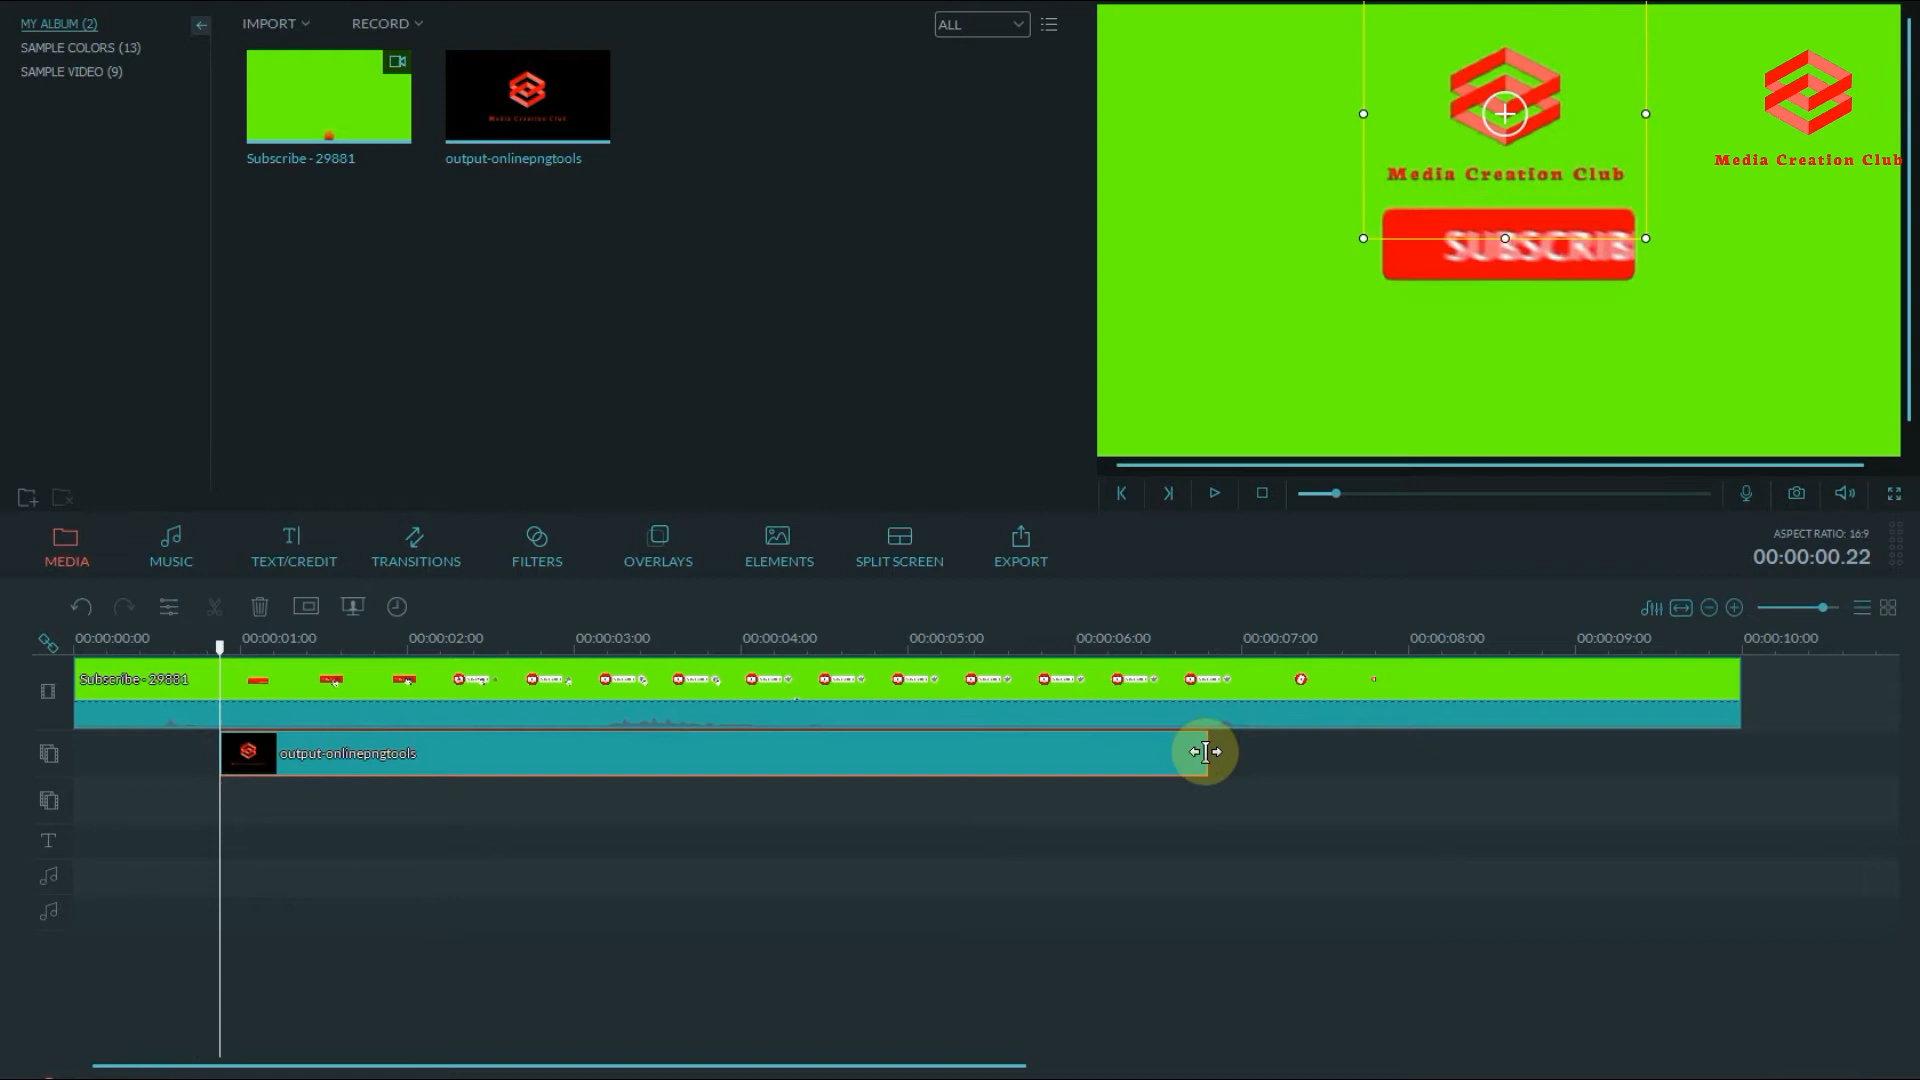 MY ALBUM (2)
SAMPLE COLORS (13)
SAMPLE VIDEO (9)
IMPORT
RECORD
ALL
Media Creation Club
Subscribe - 29881
output-onlinepngtools
Media Creation Club
Media Creation Club
SUBSCRIB
MEDIA
MUSIC
TEXT/CREDIT
TRANSITIONS
FILTERS
OVERLAYS
ELEMENTS
SPLIT SCREEN
EXPORT
ASPECT RATIO: 16:9
00:00:00.22
00:00:00:00
00:00:01:00
00:00:02:00
00:00:03:00
00:00:04:00
00:00:05:00
00:00:06:00
00:00:07:00
00:00:08:00
00:00:09:00
00:00:10:00
Subscribe - 29881
output-onlinepngtools